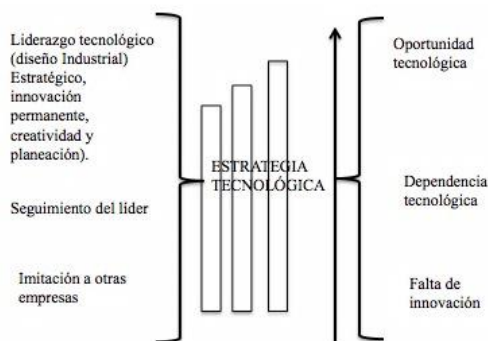 Liderazgo tecnológico
(diseño Industrial)
Estratégico,
innovación
permanente,
creatividad y
planeación).
Seguimiento del líder
Imitación a otras
empresas
ESTRATEGIA
TECNOLÓGICA
Oportunidad
tecnológica
Dependencia
tecnológica
Falta de
innovación